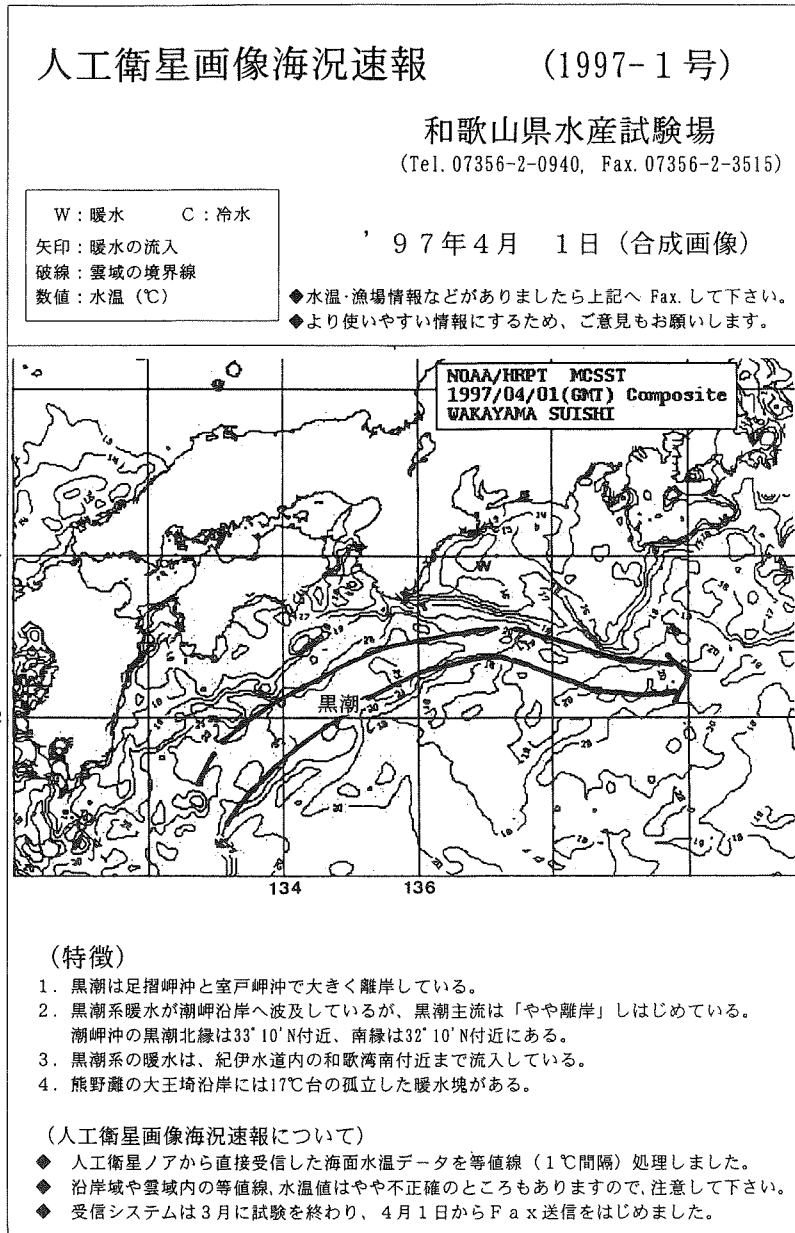 人工衛星画像海況速報　(1997-1号)
和歌山県水産試験場
(Tel.07356-2-0940, Fax.07356-2-3515)
W：暖水　C：冷水
矢印：暖水の流入
破線：雲域の境界線
数値：水温（℃）
'９７年４月　１日（合成画像）
◆水温･漁場情報などがありましたら上記へ Fax.して下さい。
◆より使いやすい情報にするため、ご意見もお願いします。
NOAA/HRPT MCSST
1997/04/01(GMT) Composite
WAKAYAMA SUISHI
W
黒潮
134　136
（特徴）
1．黒潮は足摺岬沖と室戸岬沖で大きく離岸している。
2．黒潮系暖水が潮岬沿岸へ波及しているが、黒潮主流は「やや離岸」しはじめている。
潮岬沖の黒潮北縁は33ﾟ10'N付近、南縁は32ﾟ10'N付近にある。
3．黒潮系の暖水は、紀伊水道内の和歌湾南付近まで流入している。
4．熊野灘の大王埼沿岸には17℃台の孤立した暖水塊がある。
（人工衛星画像海況速報について）
◆　人工衛星ノアから直接受信した海面水温データを等値線（１℃間隔）処理しました。
◆　沿岸域や雲域内の等値線,水温値はやや不正確のところもありますので,注意して下さい。
◆　受信システムは３月に試験を終わり、４月１日からＦａｘ送信をはじめました。